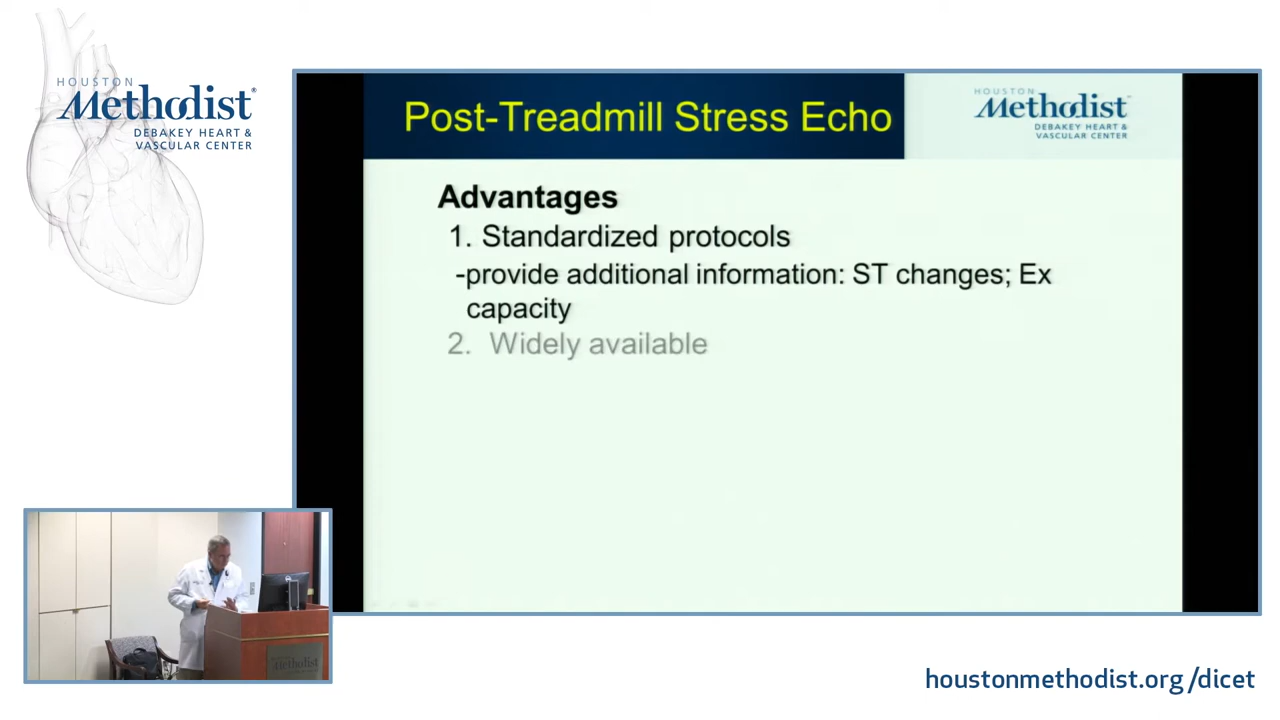 HOUSTON
Methodist®
DEBAKEY HEART &
VASCULAR CENTER
Post-Treadmill Stress Echo
HOUSTON
Methodist
DEBAKEY HEART &
VASCULAR CENTER
Advantages
1. Standardized protocols
-provide additional information: ST changes; Ex
capacity
2. Widely available
Methodist
houstonmethodist.org/dicet